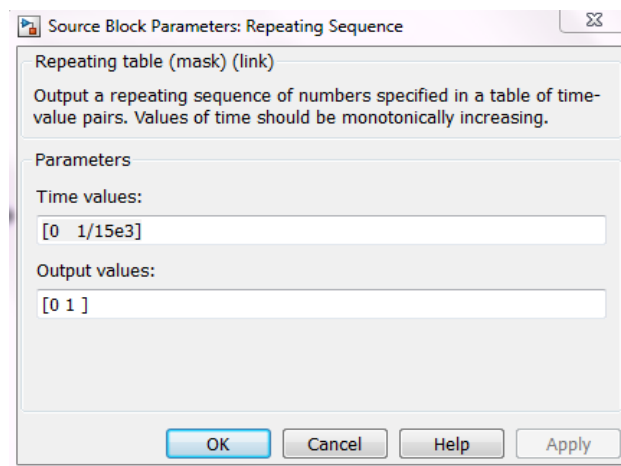 Source Block Parameters: Repeating Sequence
Repeating table (mask) (link)
Output a repeating sequence of numbers specified in a table of time-
value pairs. Values of time should be monotonically increasing.
Parameters
Time values:
[0 1/15e3]
Output values:
[0 1 ]
OK Cancel Help Apply